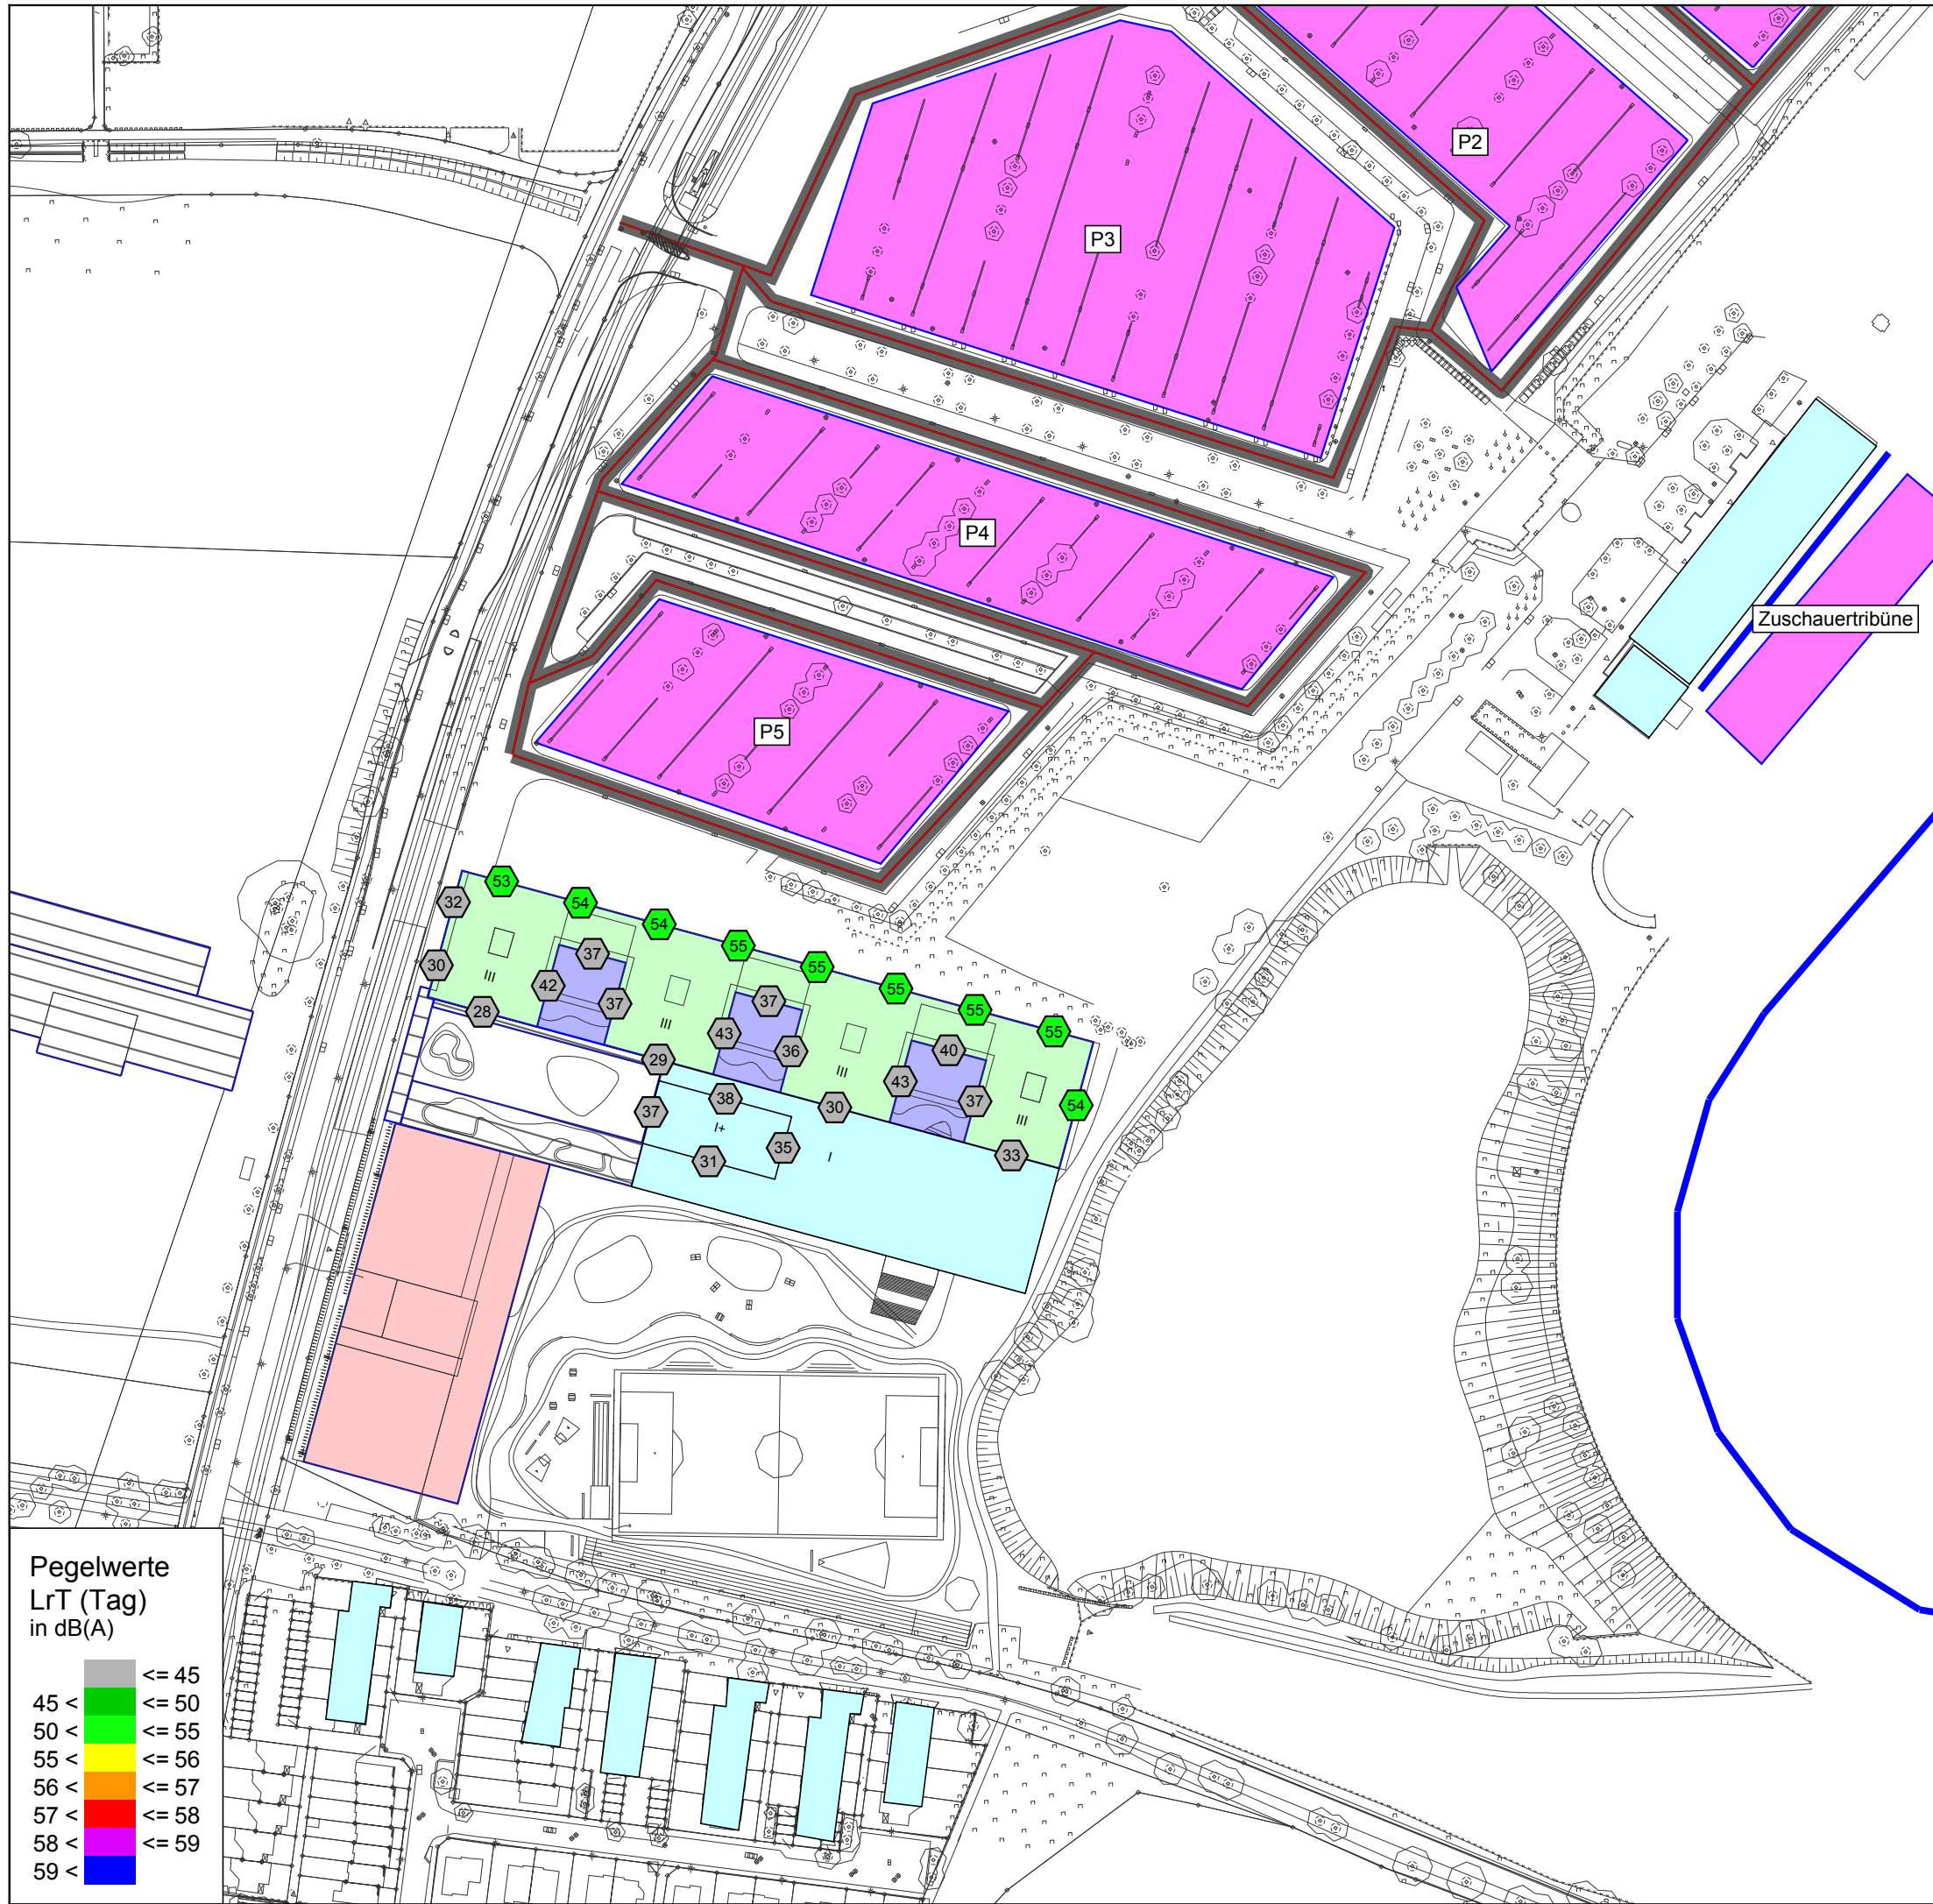 P2
P3
P4
Zuschauertribüne
P5
53
32
54
54
55
37
55
30
42
37
55
III
28
37
55
III
43
55
36
40
29
III
43
38
37
54
30
37
I+
III
35
I
33
31
Pegelwerte
LrT (Tag)
in dB(A)
<= 45
45 < <= 50
50 < <= 55
55 < <= 56
56 < <= 57
57 < <= 58
58 < <= 59
59 <